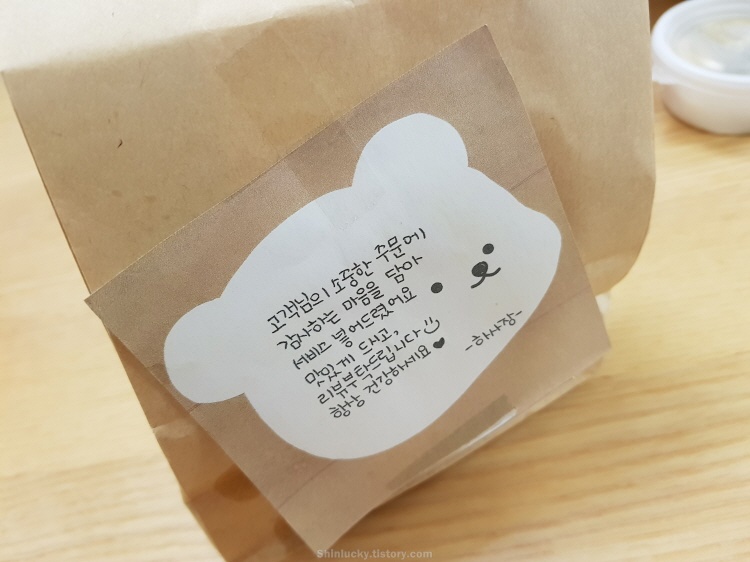 고객님의 소중한 주문에
감사하는 마음을 담아
서비스 넣어드렸어요
맛있게 드시고,
리뷰부탁드립니다
항상 건강하세요
-하사장-
Shinlucky.tistory.com